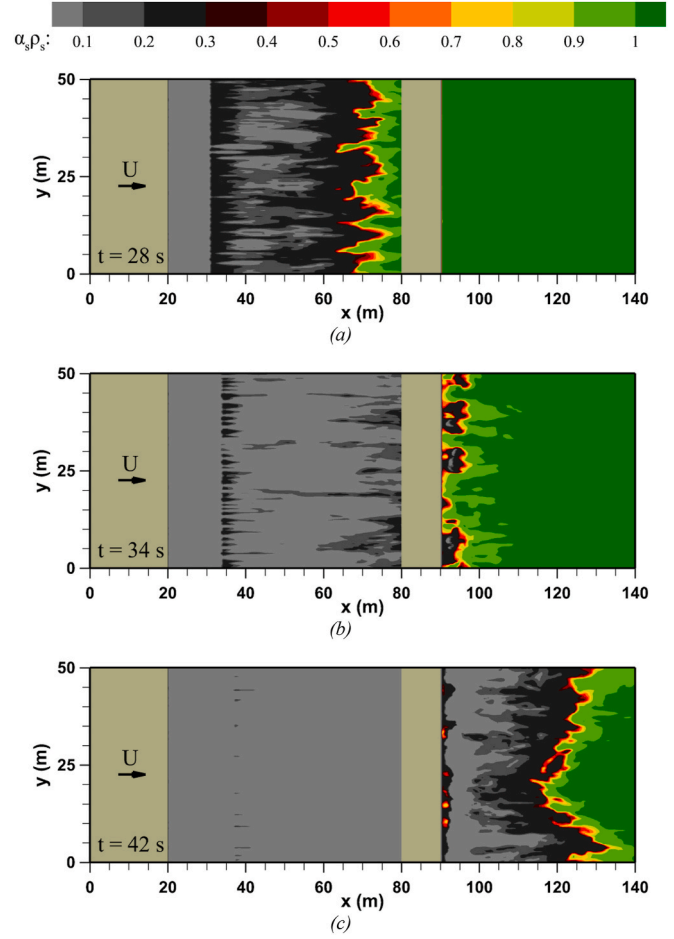 αₛρₛ: 0.1 0.2 0.3 0.4 0.5 0.6 0.7 0.8 0.9 1
50
25
0
y (m)
U
t = 28 s
0 20 40 60 80 100 120 140
x (m)
(a)
50
25
0
y (m)
U
t = 34 s
0 20 40 60 80 100 120 140
x (m)
(b)
50
25
0
y (m)
U
t = 42 s
0 20 40 60 80 100 120 140
x (m)
(c)